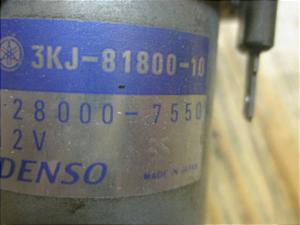 3KJ-81800-10
28000-7550
2V
DENSO
MADE IN JAPAN